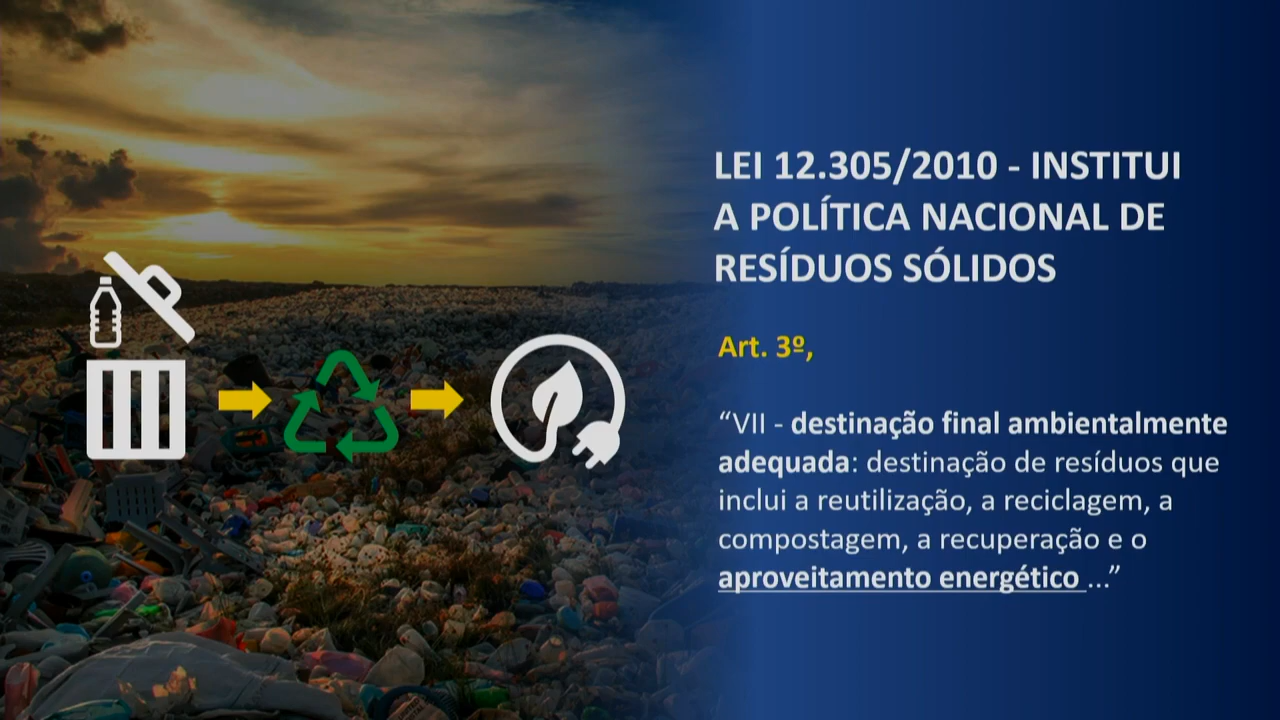 LEI 12.305/2010 - INSTITUI
A POLÍTICA NACIONAL DE
RESÍDUOS SÓLIDOS
Art. 3º,
“VII - destinação final ambientalmente
adequada: destinação de resíduos que
inclui a reutilização, a reciclagem, a
compostagem, a recuperação e o
aproveitamento energético ...”